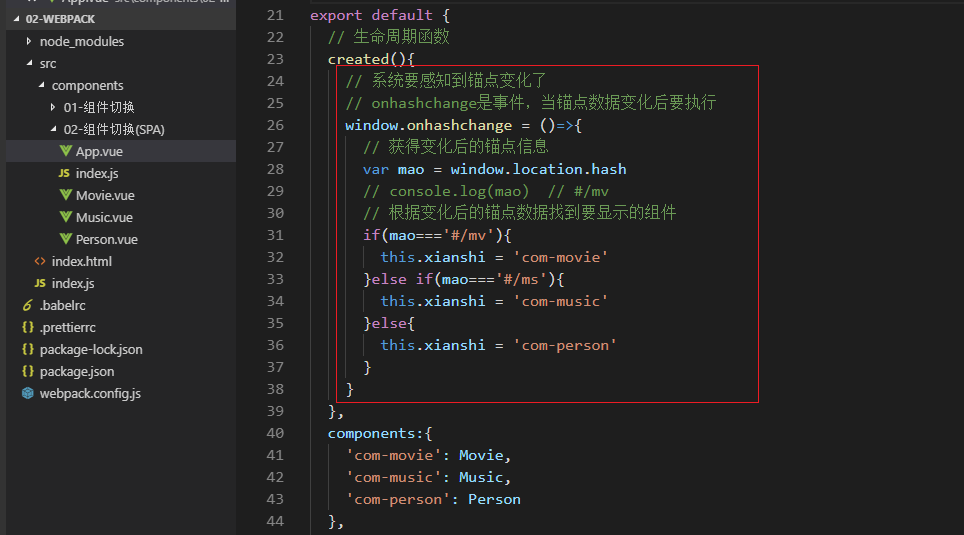 02-WEBPACK
node_modules
src
components
01-组件切换
02-组件切换(SPA)
App.vue
JS index.js
Movie.vue
Music.vue
Person.vue
<> index.html
JS index.js
.babelrc
{} .prettierrc
{} package-lock.json
{} package.json
webpack.config.js
21 export default {
22 // 生命周期函数
23 created(){
24 // 系统要感知到锚点变化了
25 // onhashchange是事件，当锚点数据变化后要执行
26 window.onhashchange = ()=>{
27 // 获得变化后的锚点信息
28 var mao = window.location.hash
29 // console.log(mao) // #/mv
30 // 根据变化后的锚点数据找到要显示的组件
31 if(mao==='#/mv'){
32 this.xianshi = 'com-movie'
33 }else if(mao==='#/ms'){
34 this.xianshi = 'com-music'
35 }else{
36 this.xianshi = 'com-person'
37 }
38 }
39 },
40 components:{
41 'com-movie': Movie,
42 'com-music': Music,
43 'com-person': Person
44 },